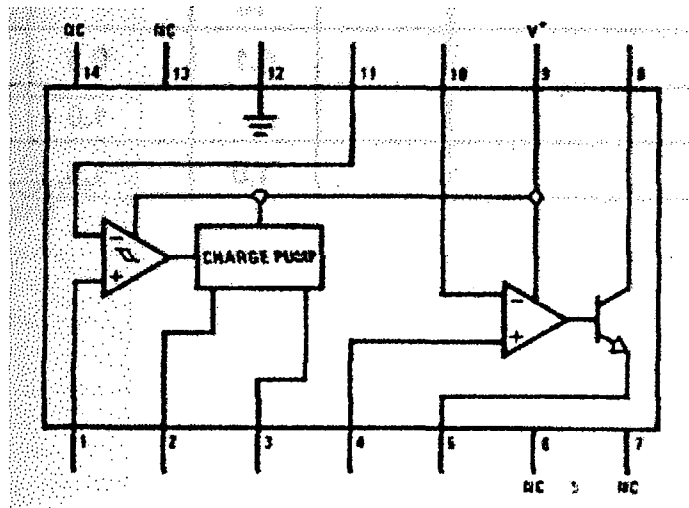 NC NC V+
14 13 12 11 10 9 8
− +
CHARGE PUMP
− +
1 2 3 4 5 6 7
NC NC